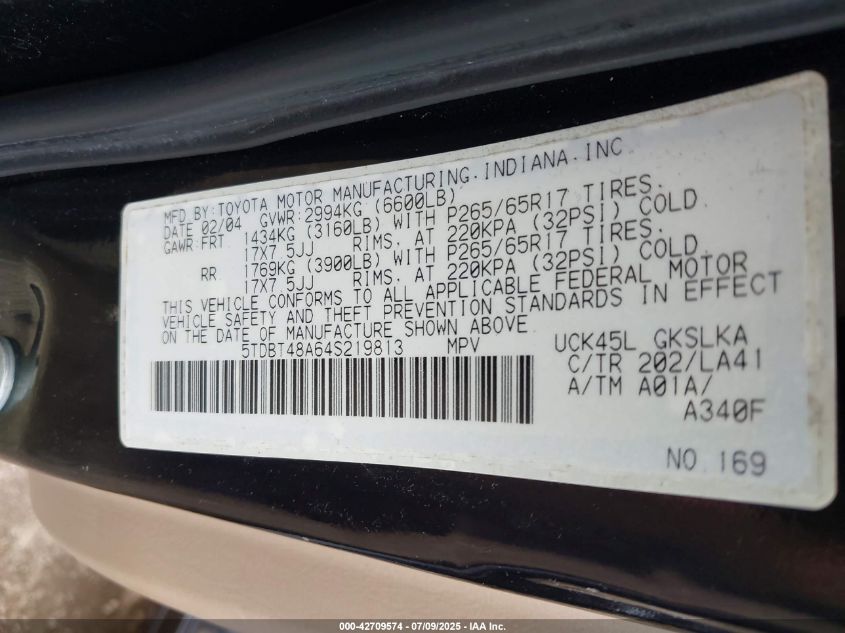 MFD.BY:TOYOTA MOTOR MANUFACTURING.INDIANA.INC.
DATE 02/04 GVWR:2994KG (6600LB)
GAWR:FRT 1434KG (3160LB) WITH P265/65R17 TIRES.
17X7.5JJ RIMS, AT 220KPA (32PSI) COLD
RR 1769KG (3900LB) WITH P265/65R17 TIRES.
17X7.5JJ RIMS, AT 220KPA (32PSI) COLD
THIS VEHICLE CONFORMS TO ALL APPLICABLE FEDERAL MOTOR
VEHICLE SAFETY AND THEFT PREVENTION STANDARDS IN EFFECT
ON THE DATE OF MANUFACTURE SHOWN ABOVE.
5TDBT48A64S219813 MPV UCK45L GKSLKA
C/TR 202/LA41
A/TM A01A/
A340F
NO 169
000-42709574 / 07/09/2025 - IAA Inc.